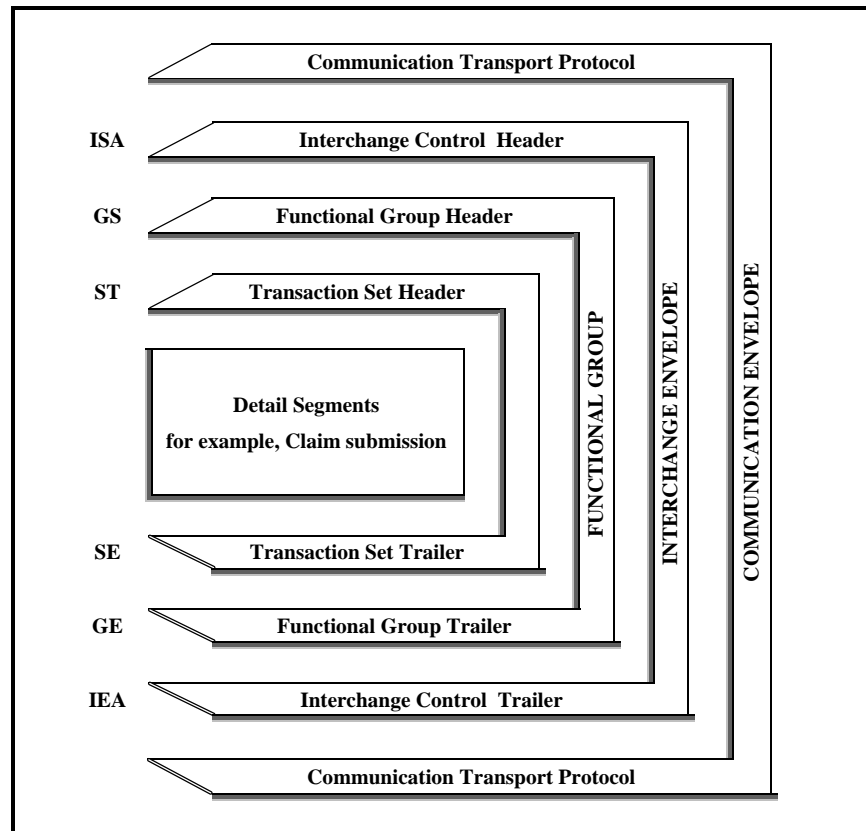 Communication Transport Protocol
ISA Interchange Control Header
GS Functional Group Header
ST Transaction Set Header
Detail Segments
for example, Claim submission
SE Transaction Set Trailer
GE Functional Group Trailer
IEA Interchange Control Trailer
Communication Transport Protocol
FUNCTIONAL GROUP
INTERCHANGE ENVELOPE
COMMUNICATION ENVELOPE